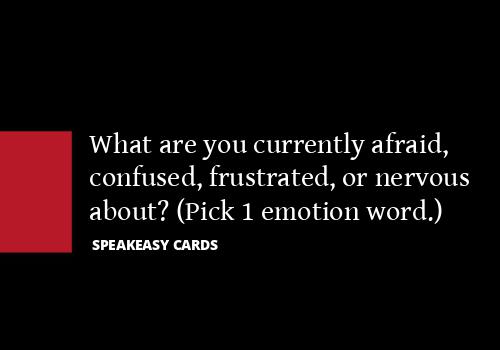 What are you currently afraid,
confused, frustrated, or nervous
about? (Pick 1 emotion word.)
SPEAKEASY CARDS